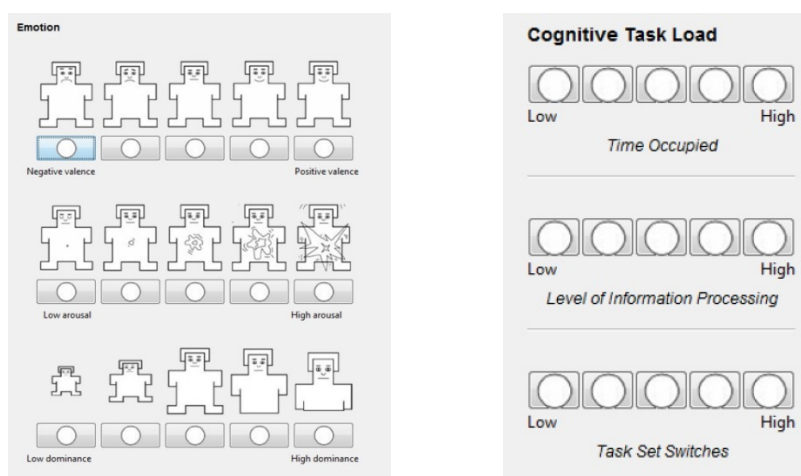 Emotion
Negative valence
Positive valence
Low arousal
High arousal
Low dominance
High dominance
Cognitive Task Load
Low
High
Time Occupied
Low
High
Level of Information Processing
Low
High
Task Set Switches